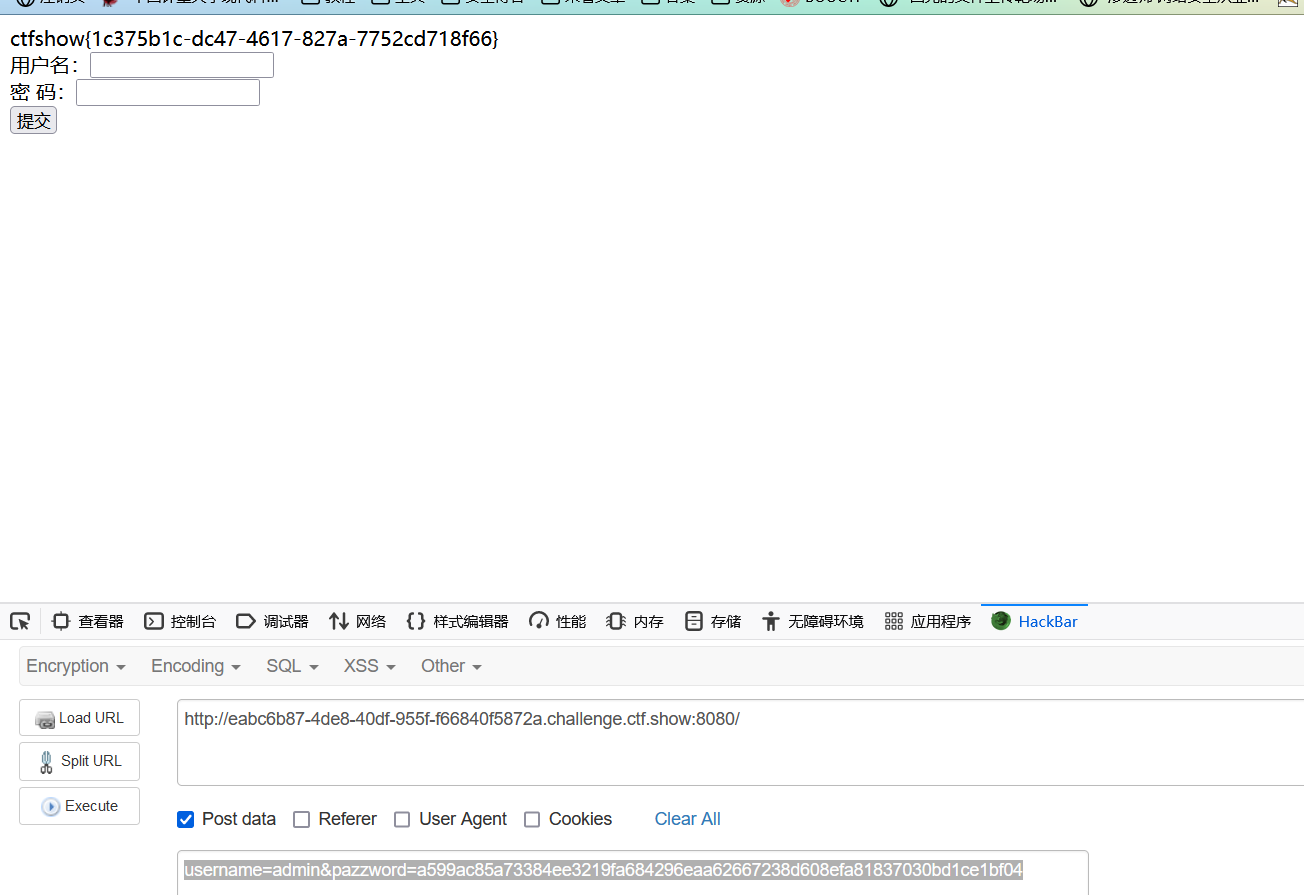 ctfshow{1c375b1c-dc47-4617-827a-7752cd718f66}
用户名：
密 码：
提交
查看器 控制台 调试器 网络 样式编辑器 性能 内存 存储 无障碍环境 应用程序 HackBar
Encryption Encoding SQL XSS Other
Load URL http://eabc6b87-4de8-40df-955f-f66840f5872a.challenge.ctf.show:8080/
Split URL
Execute
Post data Referer User Agent Cookies Clear All
username=admin&pazzword=a599ac85a73384ee3219fa684296eaa62667238d608efa81837030bd1ce1bf04